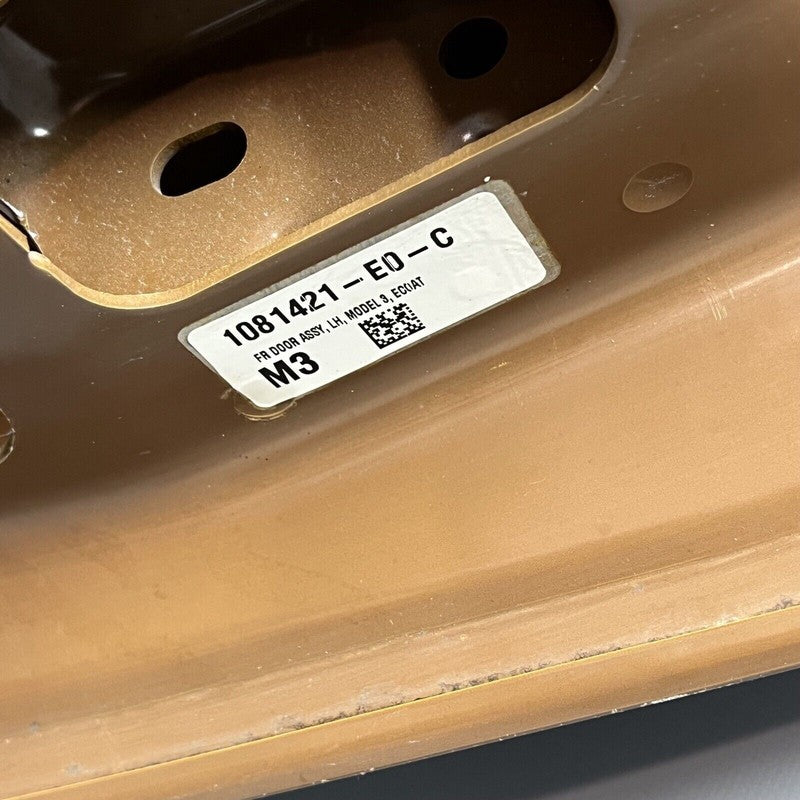 1081421-E0-C
FR DOOR ASSY, LH, MODEL 3, ECOAT
M3